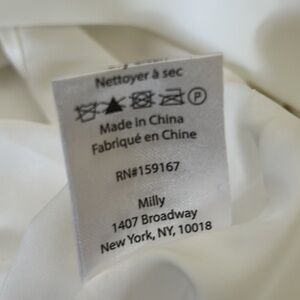 Nettoyer à sec
P
Made in China
Fabriqué en Chine
RN#159167
Milly
1407 Broadway
New York, NY, 10018